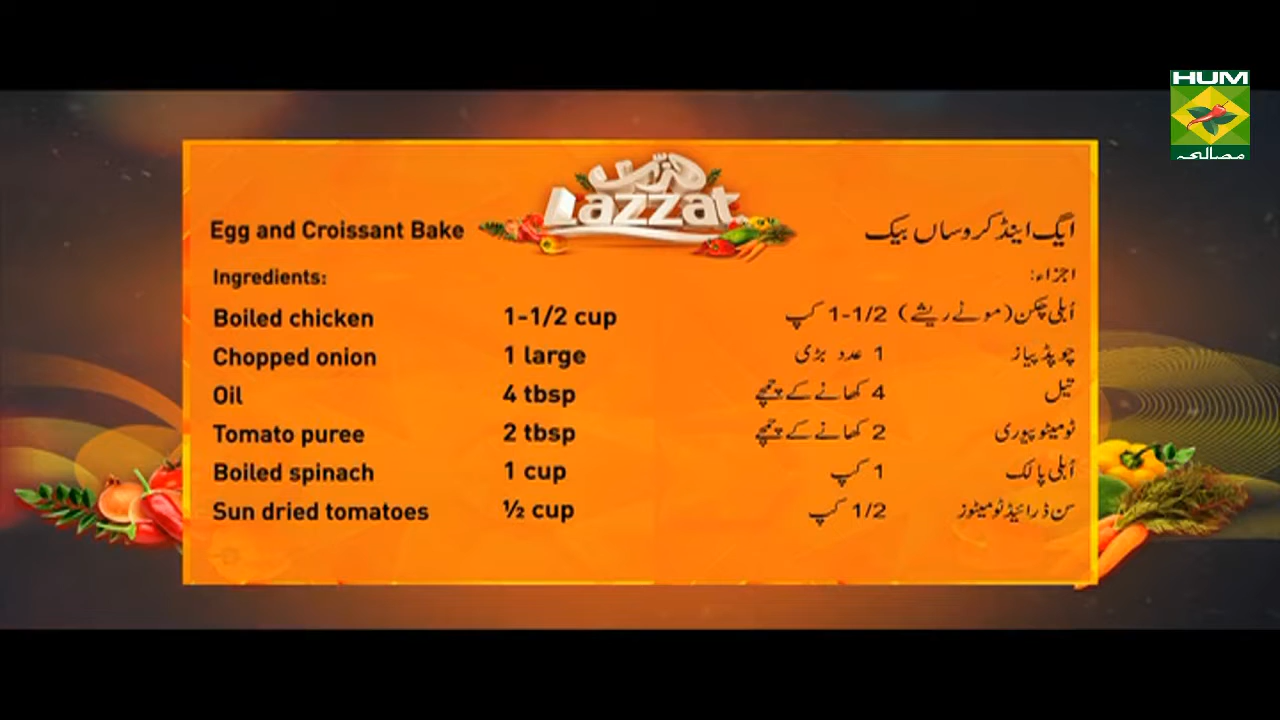 HUM
مصالحہ
لذت
Lazzat
Egg and Croissant Bake ایگ اینڈ کروساں بیک
Ingredients: اجزاء:
Boiled chicken 1-1/2 cup اُبلی چکن (موٹے ریشے) 1-1/2 کپ
Chopped onion 1 large چوپڈ پیاز 1 عدد بڑی
Oil 4 tbsp تیل 4 کھانے کے چمچے
Tomato puree 2 tbsp ٹومیٹو پیوری 2 کھانے کے چمچے
Boiled spinach 1 cup اُبلی پالک 1 کپ
Sun dried tomatoes ½ cup سن ڈرائیڈ ٹومیٹوز 1/2 کپ